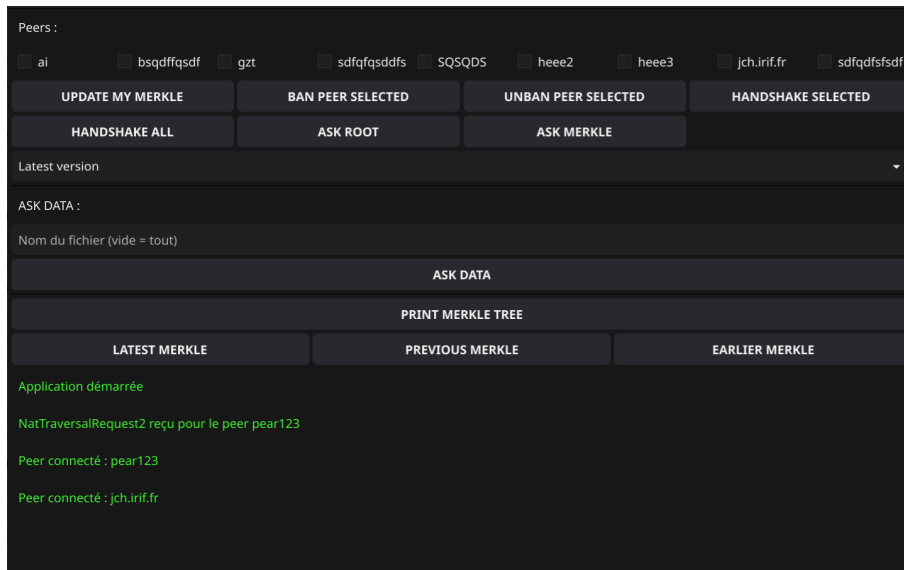 Peers :
ai bsqdffqsdf gzt sdfqfqsddfs SQSQDS heee2 heee3 jch.irif.fr sdfqdfsfsdf
UPDATE MY MERKLE BAN PEER SELECTED UNBAN PEER SELECTED HANDSHAKE SELECTED
HANDSHAKE ALL ASK ROOT ASK MERKLE
Latest version
ASK DATA :
Nom du fichier (vide = tout)
ASK DATA
PRINT MERKLE TREE
LATEST MERKLE PREVIOUS MERKLE EARLIER MERKLE
Application démarrée
NatTraversalRequest2 reçu pour le peer pear123
Peer connecté : pear123
Peer connecté : jch.irif.fr